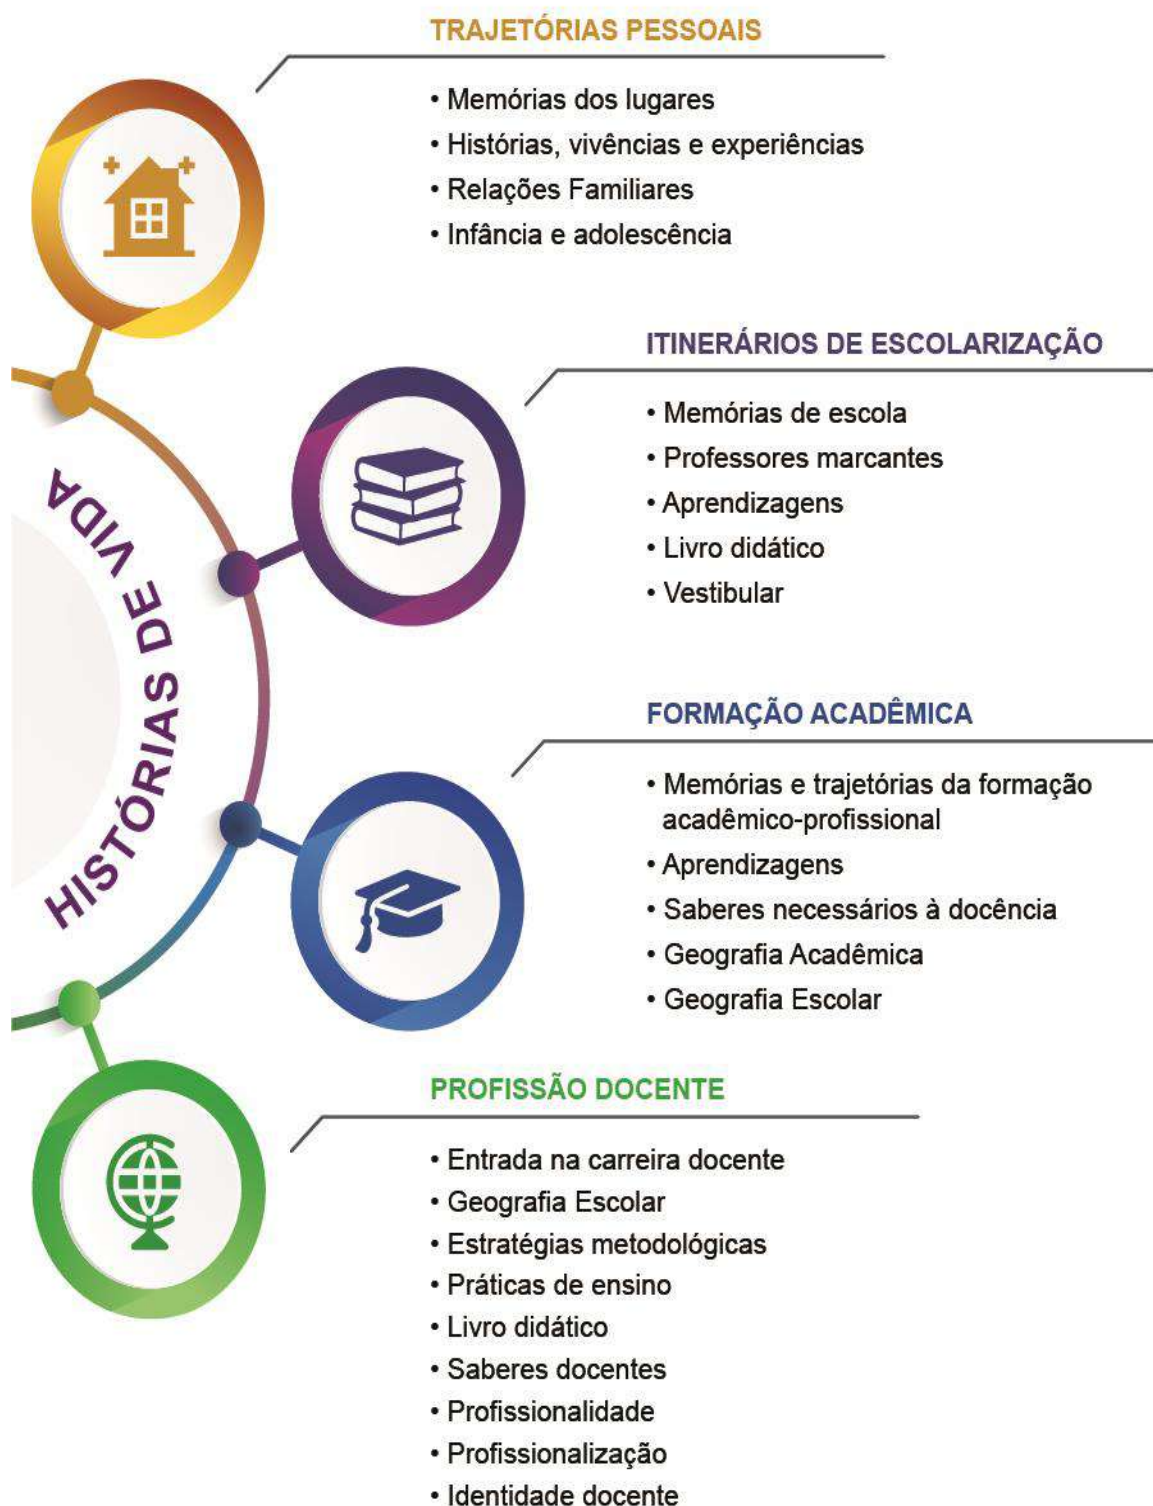 TRAJETÓRIAS PESSOAIS
• Memórias dos lugares
• Histórias, vivências e experiências
• Relações Familiares
• Infância e adolescência
ITINERÁRIOS DE ESCOLARIZAÇÃO
• Memórias de escola
• Professores marcantes
• Aprendizagens
• Livro didático
• Vestibular
HISTÓRIAS DE VIDA
FORMAÇÃO ACADÊMICA
• Memórias e trajetórias da formação
acadêmico-profissional
• Aprendizagens
• Saberes necessários à docência
• Geografia Acadêmica
• Geografia Escolar
PROFISSÃO DOCENTE
• Entrada na carreira docente
• Geografia Escolar
• Estratégias metodológicas
• Práticas de ensino
• Livro didático
• Saberes docentes
• Profissionalidade
• Profissionalização
• Identidade docente